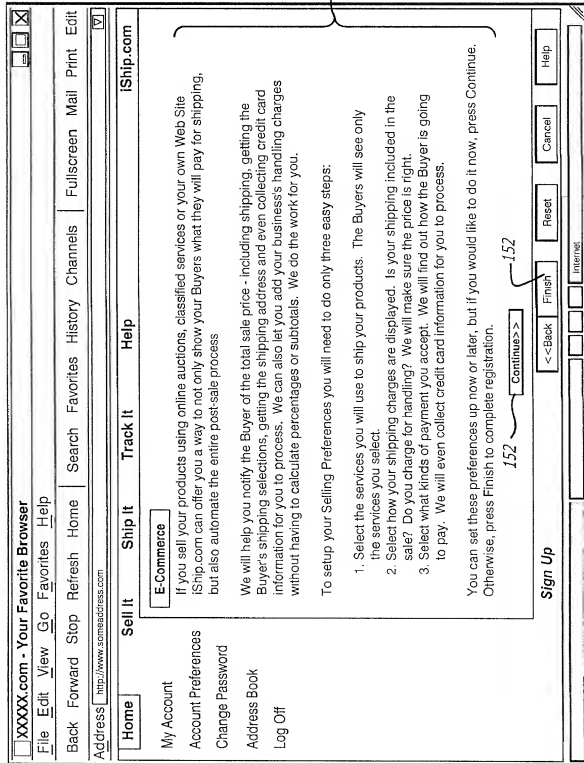 XXXXX.com - Your Favorite Browser
File Edit View Go Favorites Help
Back Forward Stop Refresh Home Search Favorites History Channels Fullscreen Mail Print Edit
Address http://www.someaddress.com
Home Sell It Ship It Track It Help iShip.com
My Account
Account Preferences
Change Password
Address Book
Log Off
E-Commerce
If you sell your products using online auctions, classified services or your own Web Site
iShip.com can offer you a way to not only show your Buyers what they will pay for shipping,
but also automate the entire post-sale process
We will help you notify the Buyer of the total sale price - including shipping, getting the
Buyer's shipping selections, getting the shipping address and even collecting credit card
information for you to process. We can also let you add your business's handling charges
without having to calculate percentages or subtotals. We do the work for you.
To setup your Selling Preferences you will need to do only three easy steps:
1. Select the services you will use to ship your products. The Buyers will see only
the services you select.
2. Select how your shipping charges are displayed. Is your shipping included in the
sale? Do you charge for handling? We will make sure the price is right.
3. Select what kinds of payment you accept. We will find out how the Buyer is going
to pay. We will even collect credit card information for you to process.
You can set these preferences up now or later, but if you would like to do it now, press Continue.
Otherwise, press Finish to complete registration.
152 Continue>> 152
Sign Up <<Back Finish Reset Cancel Help
Internet